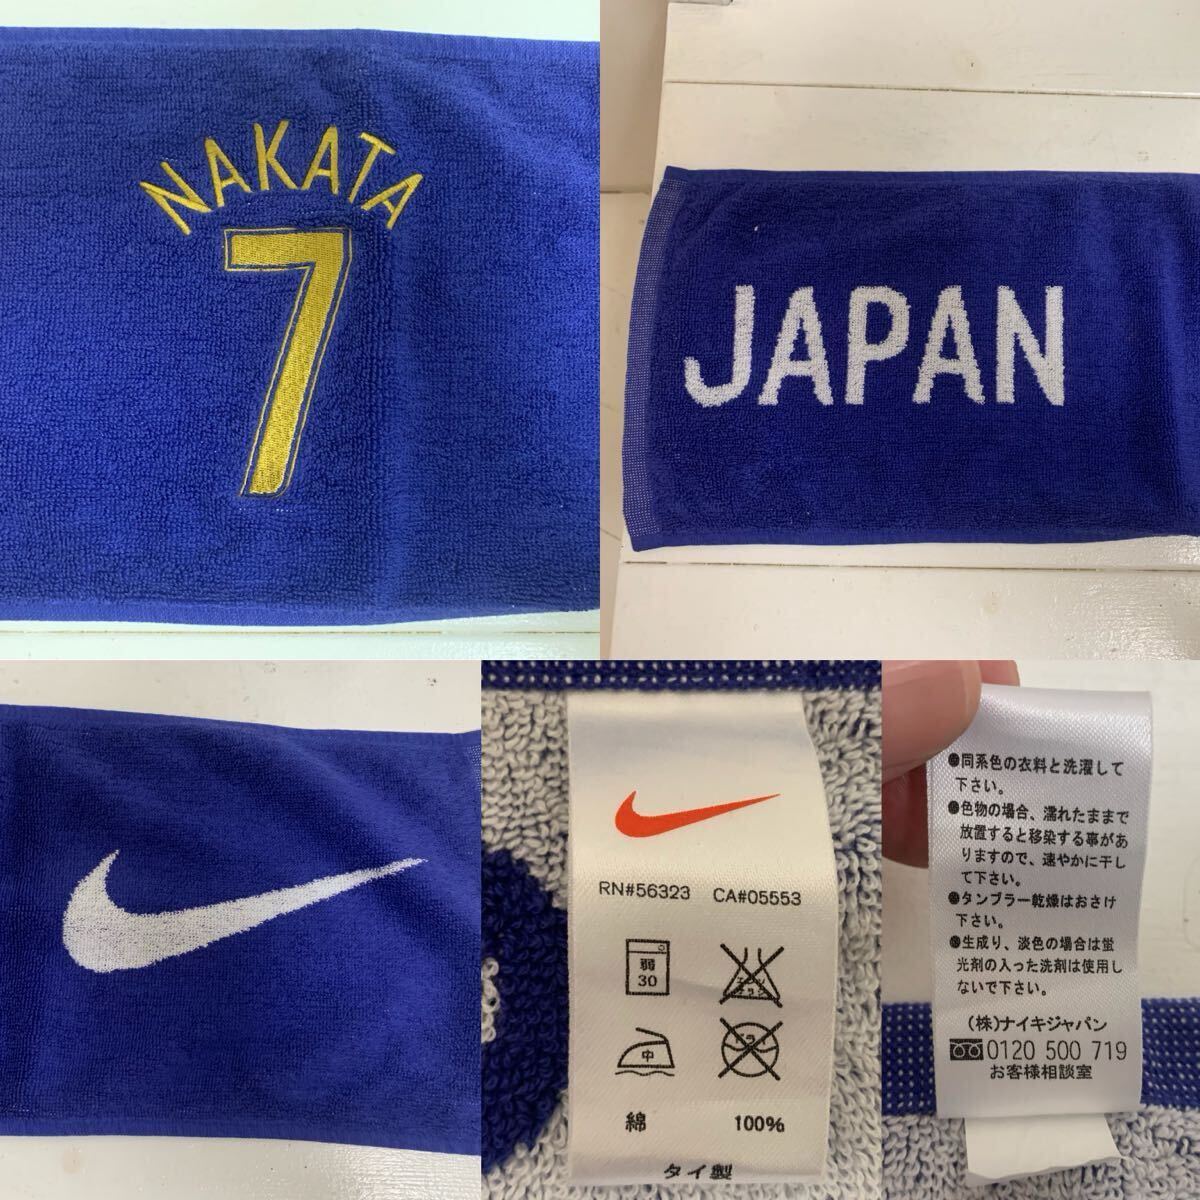 NAKATA
7
JAPAN
RN#56323 CA#05553
弱
30
中
綿 100%
タイ製
●同系色の衣料と洗濯して
下さい。
●色物の場合、濡れたままで
放置すると移染する事があ
りますので、速やかに干し
て下さい。
●タンブラー乾燥はおさけ
下さい。
●生成り、淡色の場合は蛍
光剤の入った洗剤は使用し
ないで下さい。
(株)ナイキジャパン
0120 500 719
お客様相談室